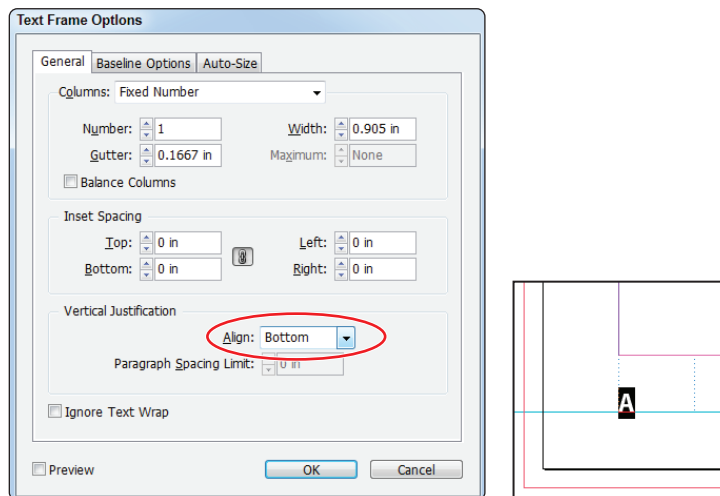 Text Frame Options
General Baseline Options Auto-Size
Columns: Fixed Number
Number: 1 Width: 0.905 in
Gutter: 0.1667 in Maximum: None
Balance Columns
Inset Spacing
Top: 0 in Left: 0 in
Bottom: 0 in Right: 0 in
Vertical Justification
Align: Bottom
Paragraph Spacing Limit: 0 in
Ignore Text Wrap
Preview OK Cancel
A